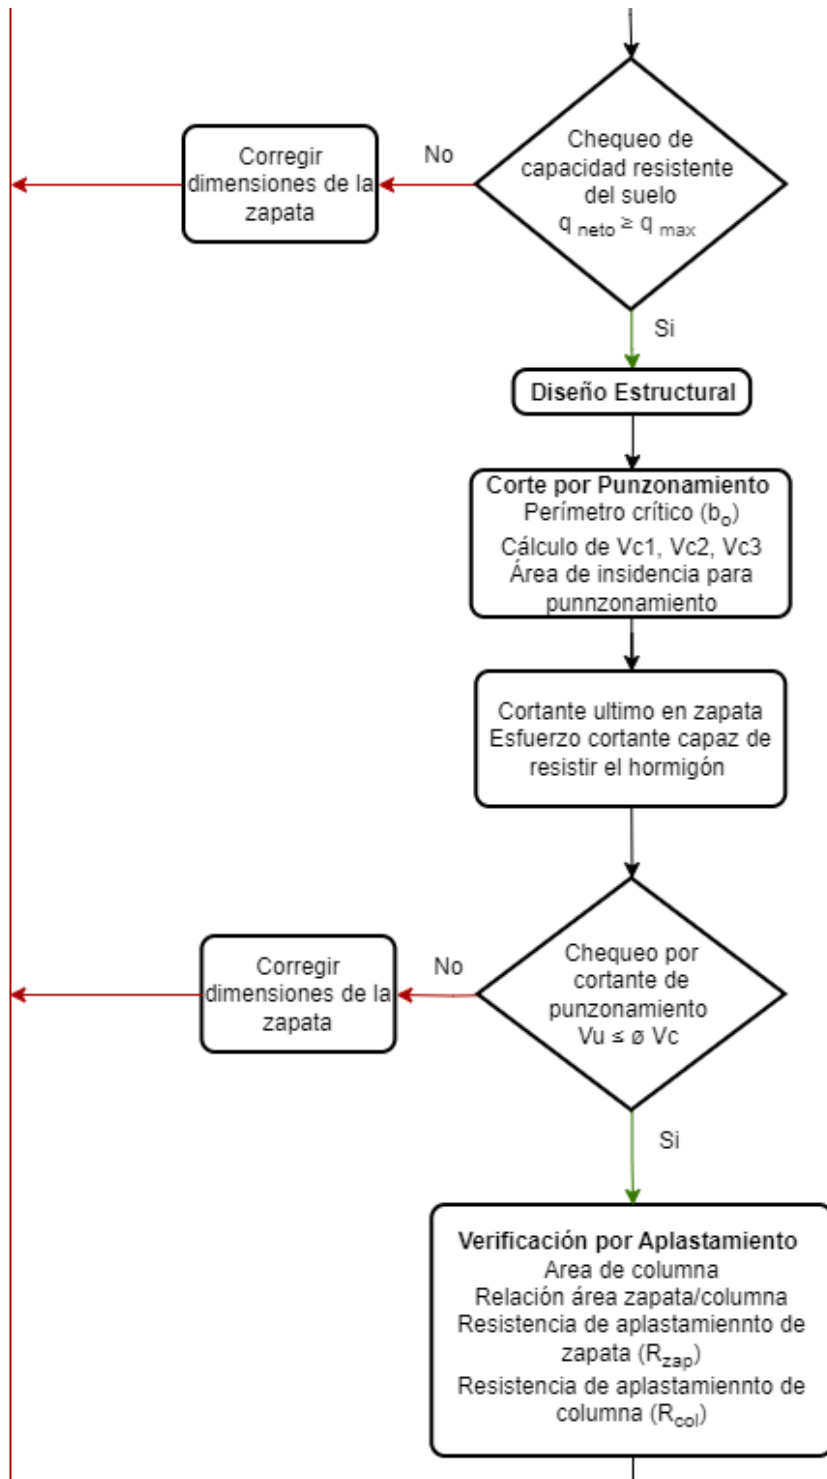 Chequeo de
capacidad resistente
del suelo
q neto ≥ q max
No
Corregir
dimensiones de la
zapata
Si
Diseño Estructural
Corte por Punzonamiento
Perímetro crítico (bo)
Cálculo de Vc1, Vc2, Vc3
Área de insidencia para
punnzonamiento
Cortante ultimo en zapata
Esfuerzo cortante capaz de
resistir el hormigón
Chequeo por
cortante de
punzonamiento
Vu ≤ ø Vc
No
Corregir
dimensiones de la
zapata
Si
Verificación por Aplastamiento
Area de columna
Relación área zapata/columna
Resistencia de aplastamiennto de
zapata (Rzap)
Resistencia de aplastamiennto de
columna (Rcol)